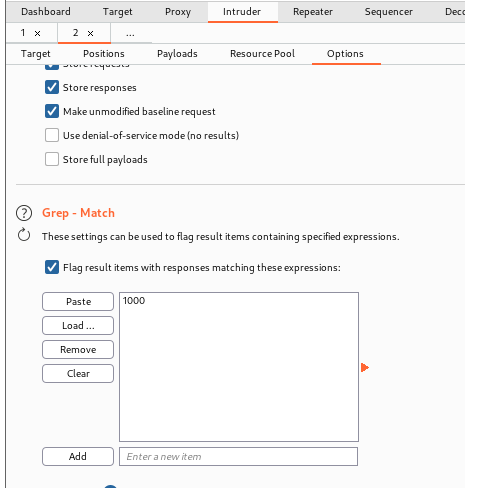 Dashboard Target Proxy Intruder Repeater Sequencer Deco
1 × 2 × ...
Target Positions Payloads Resource Pool Options
Store requests
Store responses
Make unmodified baseline request
Use denial-of-service mode (no results)
Store full payloads
? Grep - Match
These settings can be used to flag result items containing specified expressions.
Flag result items with responses matching these expressions:
Paste 1000
Load ...
Remove
Clear
Add Enter a new item